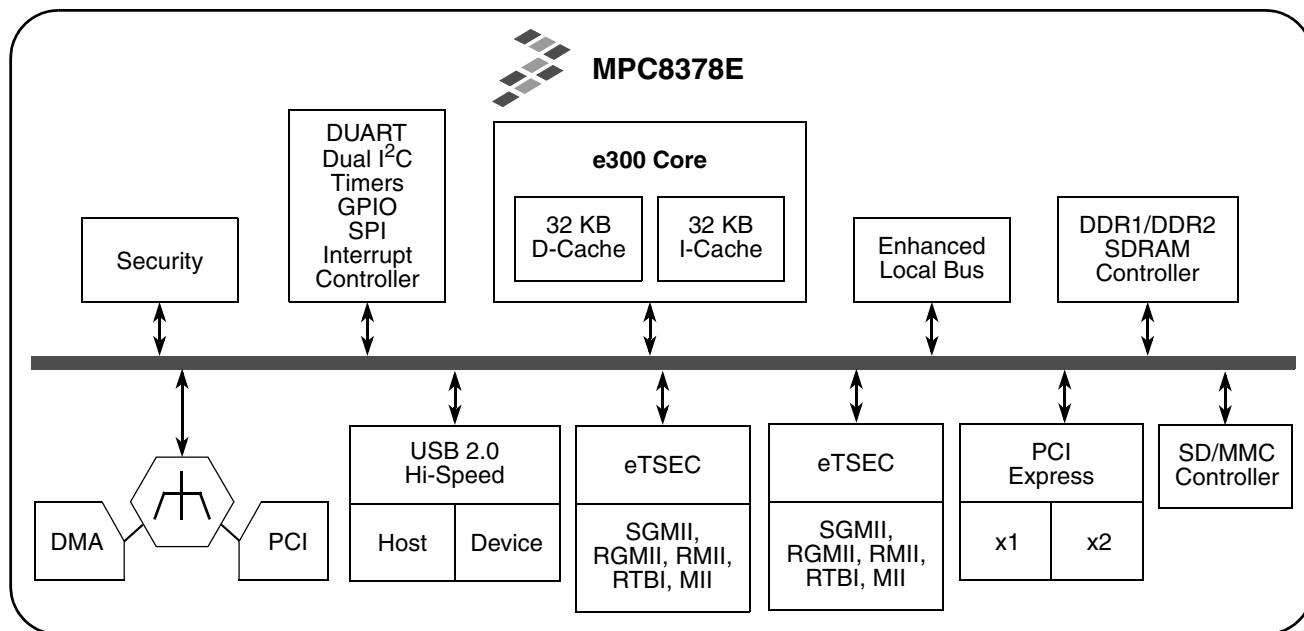 MPC8378E
DUART
Dual I²C
Timers
GPIO
SPI
Interrupt
Controller
e300 Core
32 KB
D-Cache
32 KB
I-Cache
Security
Enhanced
Local Bus
DDR1/DDR2
SDRAM
Controller
DMA
PCI
USB 2.0
Hi-Speed
Host
Device
eTSEC
SGMII,
RGMII, RMII,
RTBI, MII
eTSEC
SGMII,
RGMII, RMII,
RTBI, MII
PCI
Express
x1
x2
SD/MMC
Controller